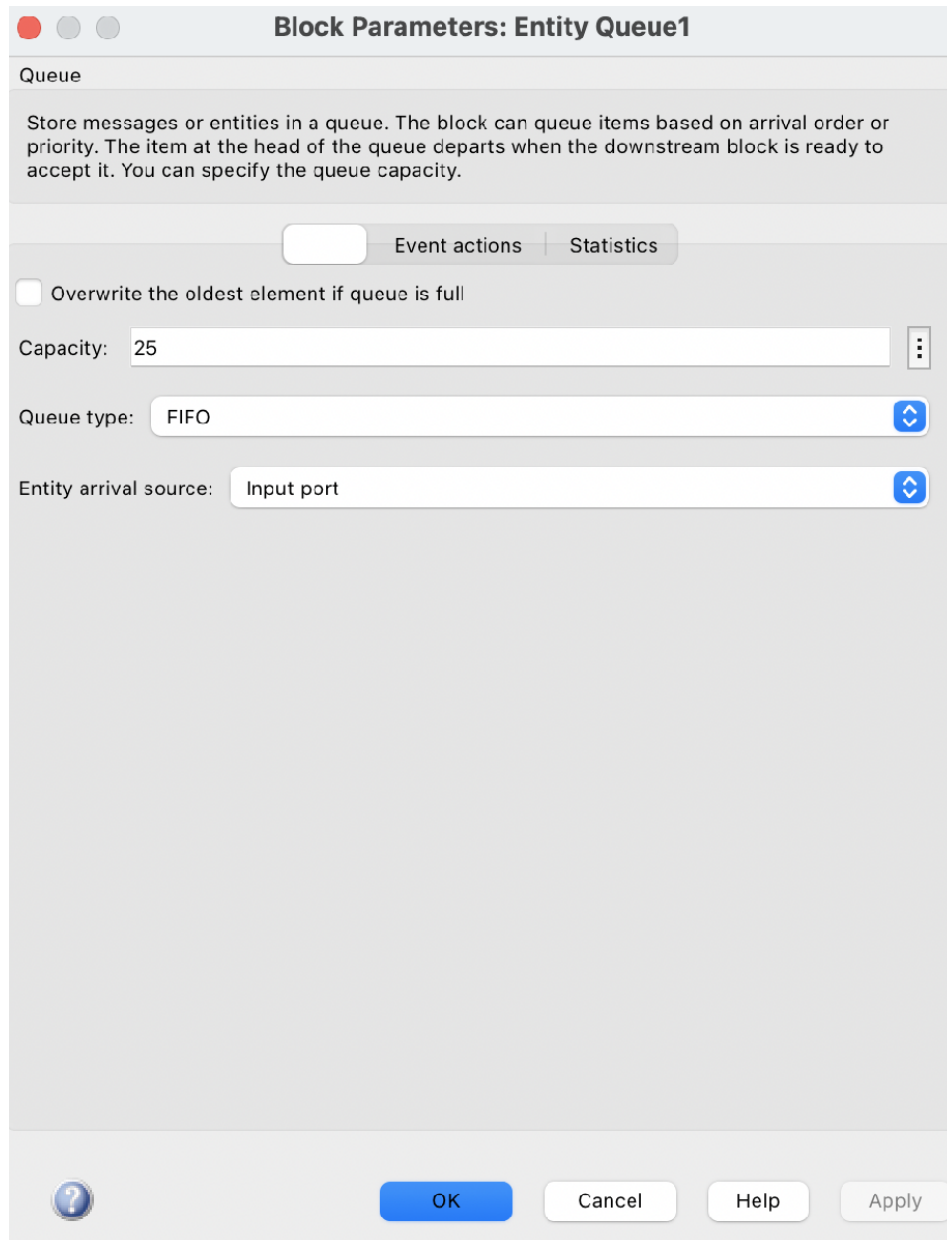 Block Parameters: Entity Queue1
Queue
Store messages or entities in a queue. The block can queue items based on arrival order or
priority. The item at the head of the queue departs when the downstream block is ready to
accept it. You can specify the queue capacity.
Event actions Statistics
Overwrite the oldest element if queue is full
Capacity: 25
Queue type: FIFO
Entity arrival source: Input port
? OK Cancel Help Apply